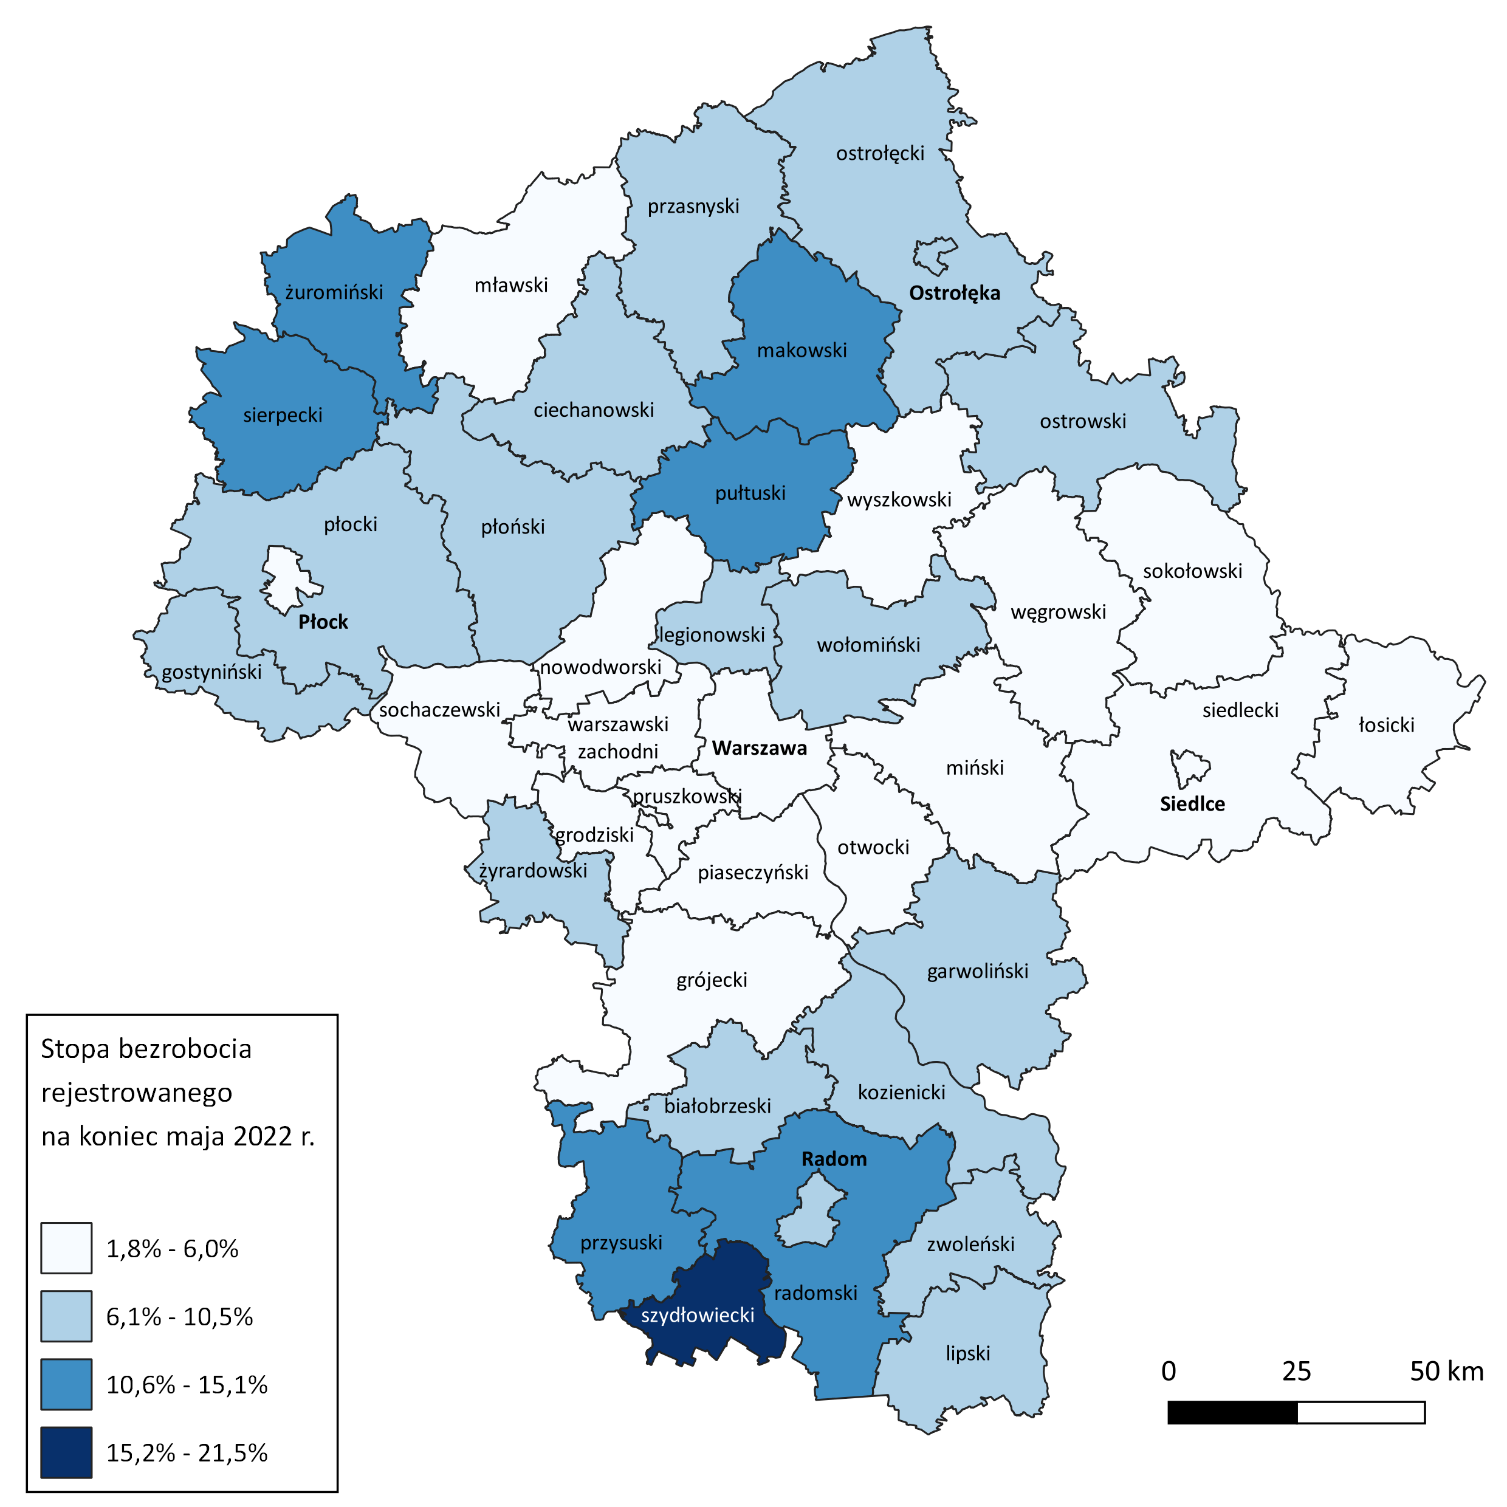 ostrołęcki
przasnyski
mławski
żuromiński
Ostrołęka
makowski
ciechanowski
sierpecki
ostrowski
pułtuski
wyszkowski
płocki
płoński
sokołowski
węgrowski
Płock
legionowski
wołomiński
gostyniński
nowodworski
sochaczewski
siedlecki
łosicki
warszawski
zachodni
Warszawa
miński
pruszkowski
Siedlce
grodziski
otwocki
żyrardowski
piaseczyński
garwoliński
grójecki
kozienicki
białobrzeski
Radom
przysuski
zwoleński
radomski
szydłowiecki
lipski
Stopa bezrobocia
rejestrowanego
na koniec maja 2022 r.
1,8% - 6,0%
6,1% - 10,5%
10,6% - 15,1%
15,2% - 21,5%
0 25 50 km